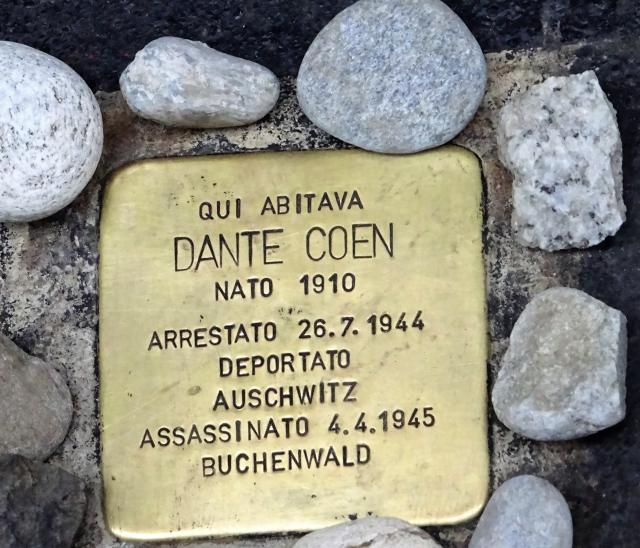 QUI ABITAVA
DANTE COEN
NATO 1910
ARRESTATO 26.7.1944
DEPORTATO
AUSCHWITZ
ASSASSINATO 4.4.1945
BUCHENWALD